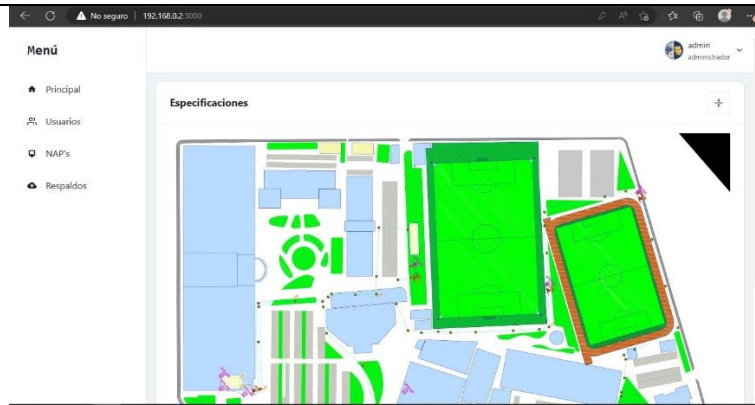 No seguro | 192.168.0.2:3000
Menú
admin
administrador
Principal
Especificaciones
Usuarios
NAP's
Respaldos